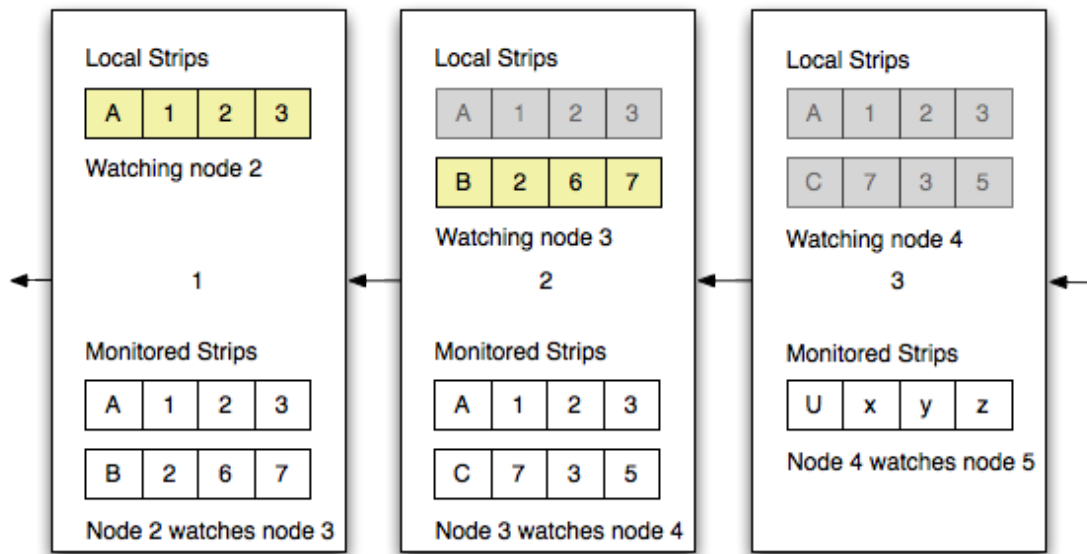 Local Strips
A 1 2 3
Watching node 2
1
Monitored Strips
A 1 2 3
B 2 6 7
Node 2 watches node 3
Local Strips
A 1 2 3
B 2 6 7
Watching node 3
2
Monitored Strips
A 1 2 3
C 7 3 5
Node 3 watches node 4
Local Strips
A 1 2 3
C 7 3 5
Watching node 4
3
Monitored Strips
U x y z
Node 4 watches node 5